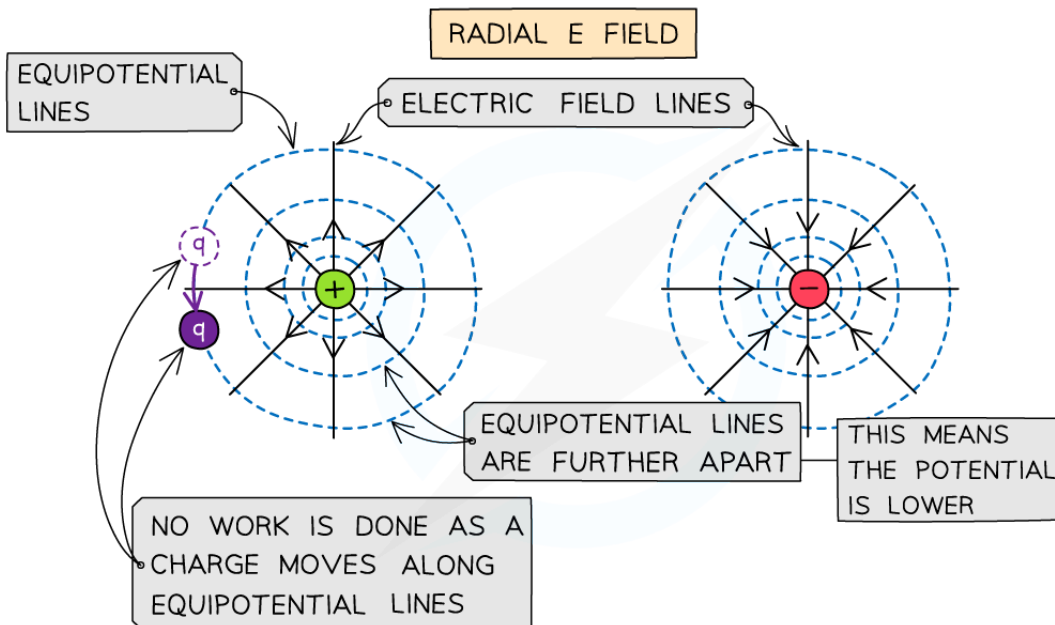 RADIAL E FIELD
EQUIPOTENTIAL
LINES
ELECTRIC FIELD LINES
q
q
+
−
EQUIPOTENTIAL LINES
ARE FURTHER APART
THIS MEANS
THE POTENTIAL
IS LOWER
NO WORK IS DONE AS A
CHARGE MOVES ALONG
EQUIPOTENTIAL LINES